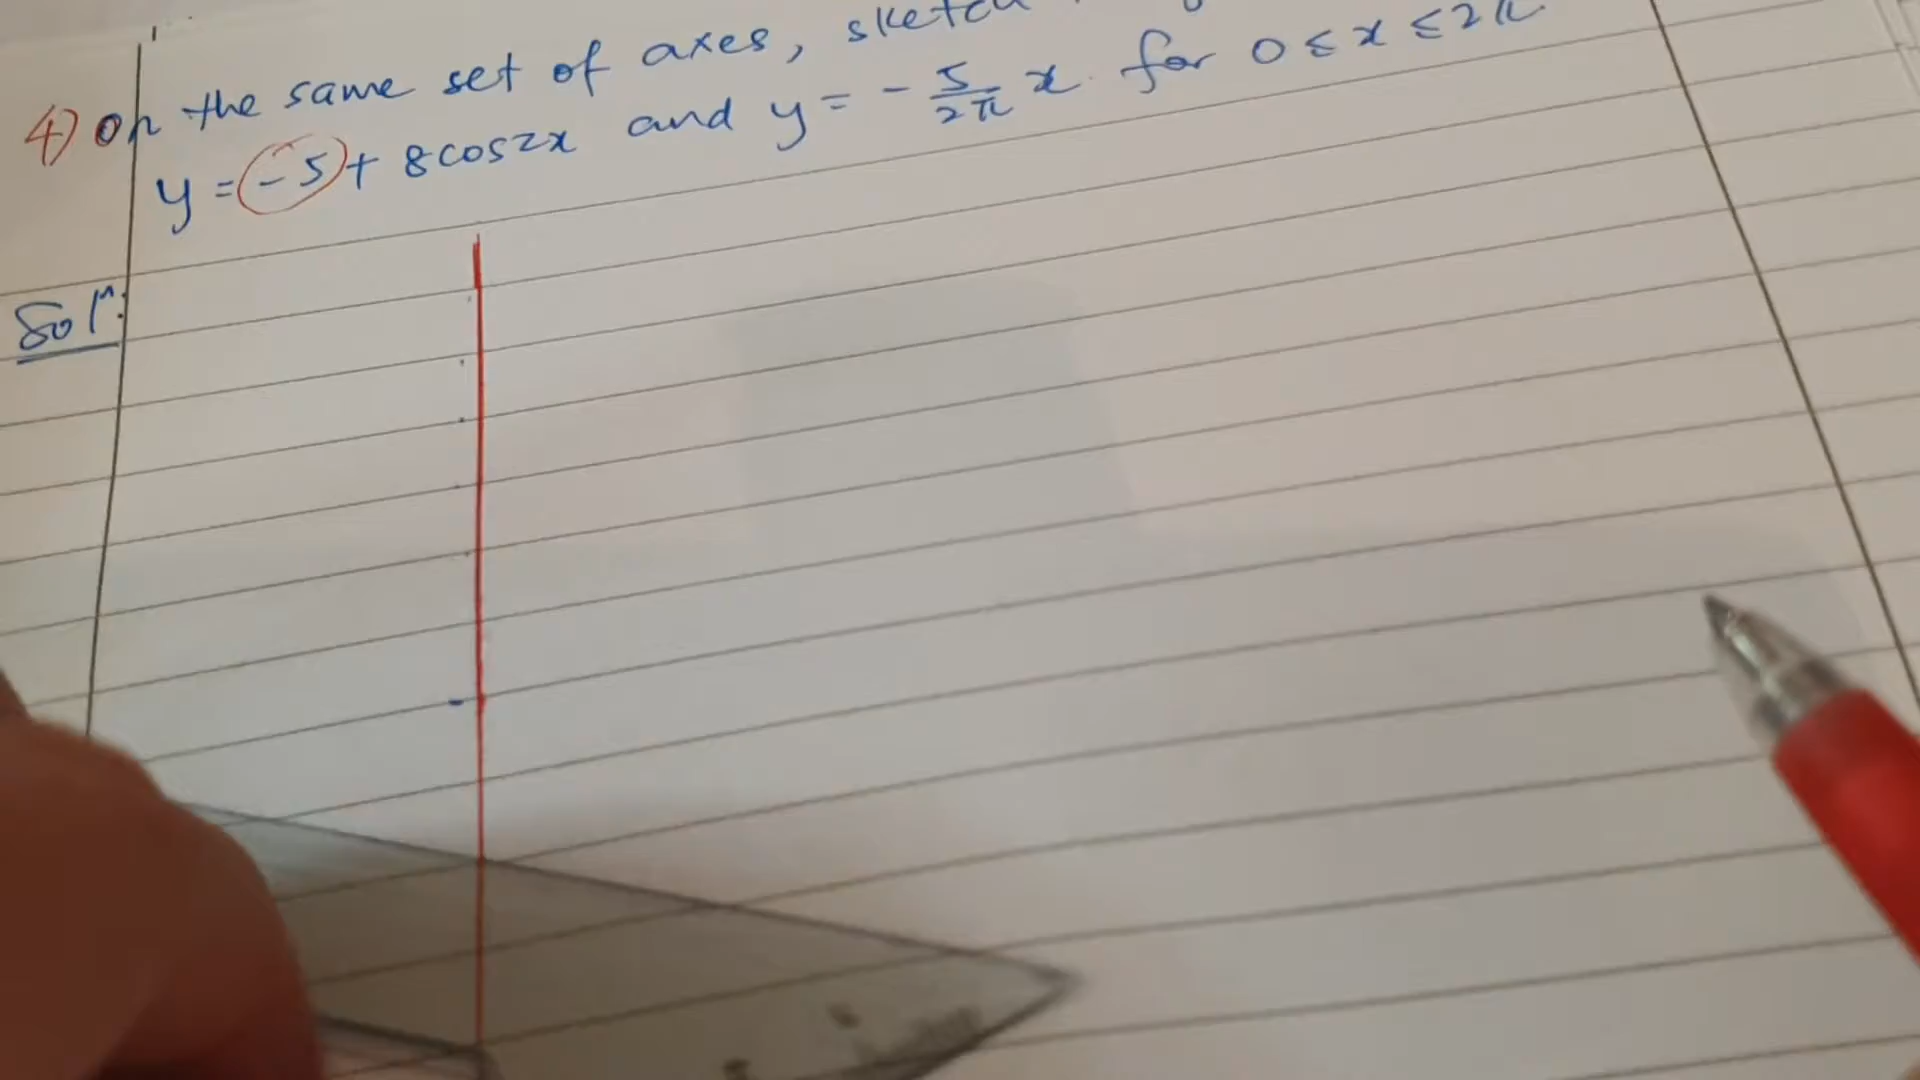 4) On the same set of axes, sketch
y = -5 + 8cos2x and y = - 5/2π x for 0 ≤ x ≤ 2π
Solⁿ: